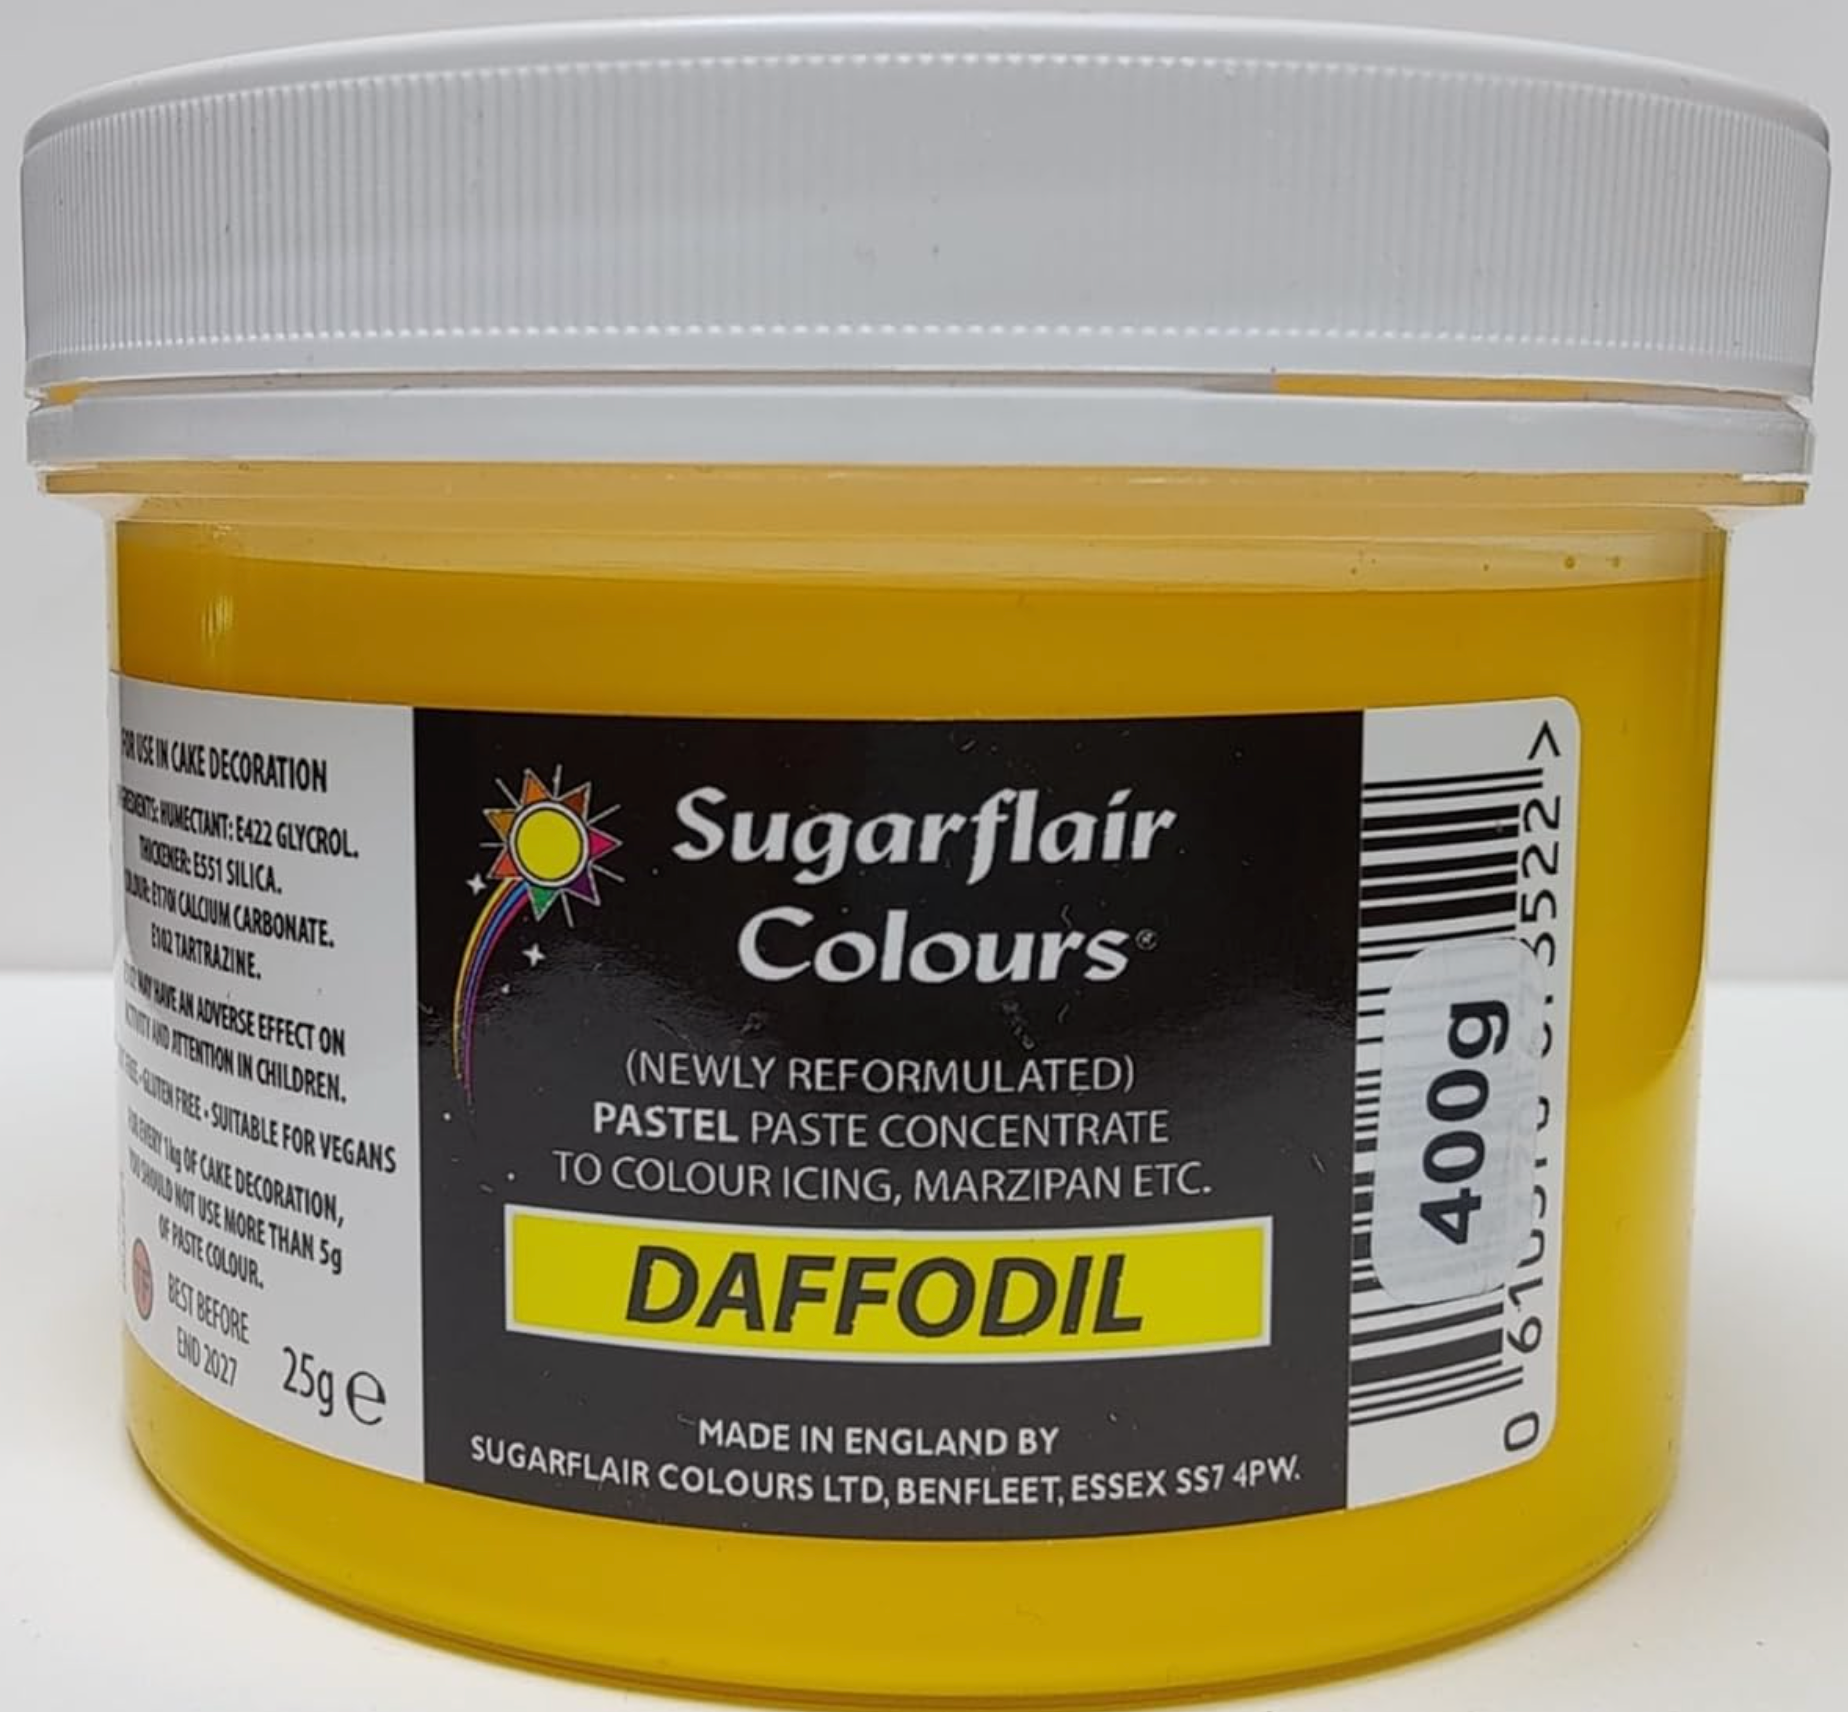 FOR USE IN CAKE DECORATION
HUMECTANT: E422 GLYCROL.
THICKENER: E551 SILICA.
E170I CALCIUM CARBONATE.
E102 TARTRAZINE.
MAY HAVE AN ADVERSE EFFECT ON
AND ATTENTION IN CHILDREN.
FREE • GLUTEN FREE • SUITABLE FOR VEGANS
FOR EVERY 1kg OF CAKE DECORATION,
YOU SHOULD NOT USE MORE THAN 5g
OF PASTE COLOUR.
BEST BEFORE
END 2027
25g e
Sugarflair
Colours®
(NEWLY REFORMULATED)
PASTEL PASTE CONCENTRATE
TO COLOUR ICING, MARZIPAN ETC.
DAFFODIL
MADE IN ENGLAND BY
SUGARFLAIR COLOURS LTD, BENFLEET, ESSEX SS7 4PW.
400g